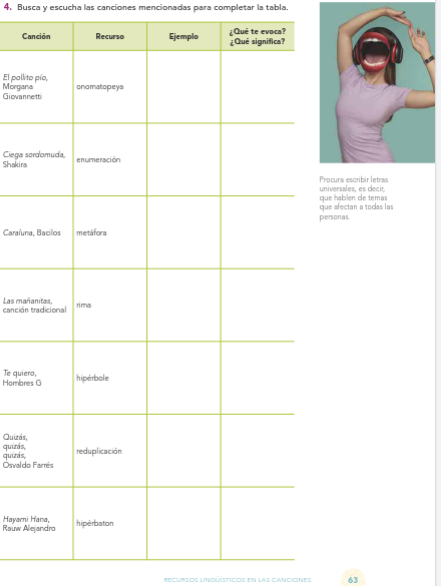 4. Busca y escucha las canciones mencionadas para completar la tabla.
Canción Recurso Ejemplo ¿Qué te evoca?
¿Qué significa?
El pollito pío,
Morgana
Giovannetti
onomatopeya
Ciega sordomuda,
Shakira
enumeración
Caraluna, Bacilos
metáfora
Las mañanitas,
canción tradicional
rima
Te quiero,
Hombres G
hipérbole
Quizás,
quizás,
quizás,
Osvaldo Farrés
reduplicación
Hayami Hana,
Rauw Alejandro
hipérbaton
Procura escribir letras
universales, es decir,
que hablen de temas
que afectan a todas las
personas.
RECURSOS LINGÜÍSTICOS EN LAS CANCIONES 63